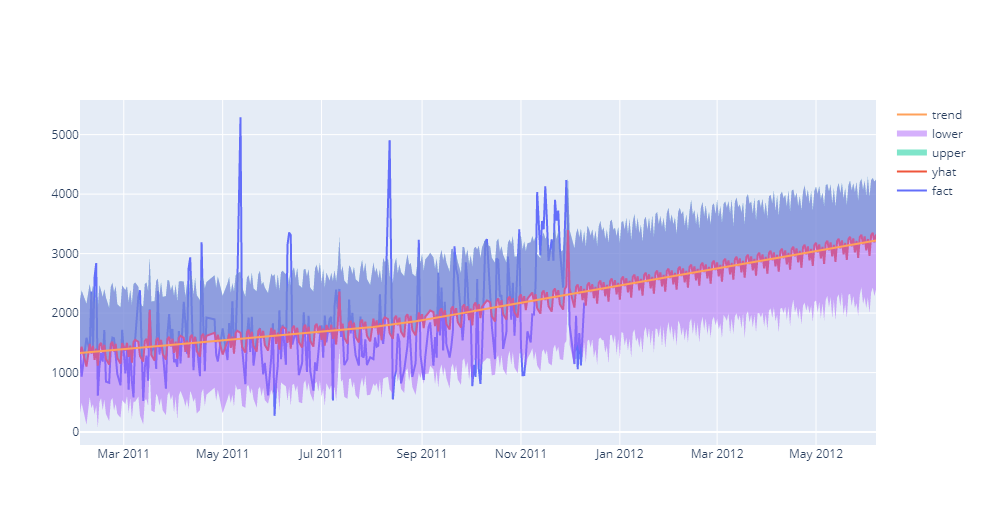 5000
4000
3000
2000
1000
0
Mar 2011
May 2011
Jul 2011
Sep 2011
Nov 2011
Jan 2012
Mar 2012
May 2012
trend
lower
upper
yhat
fact